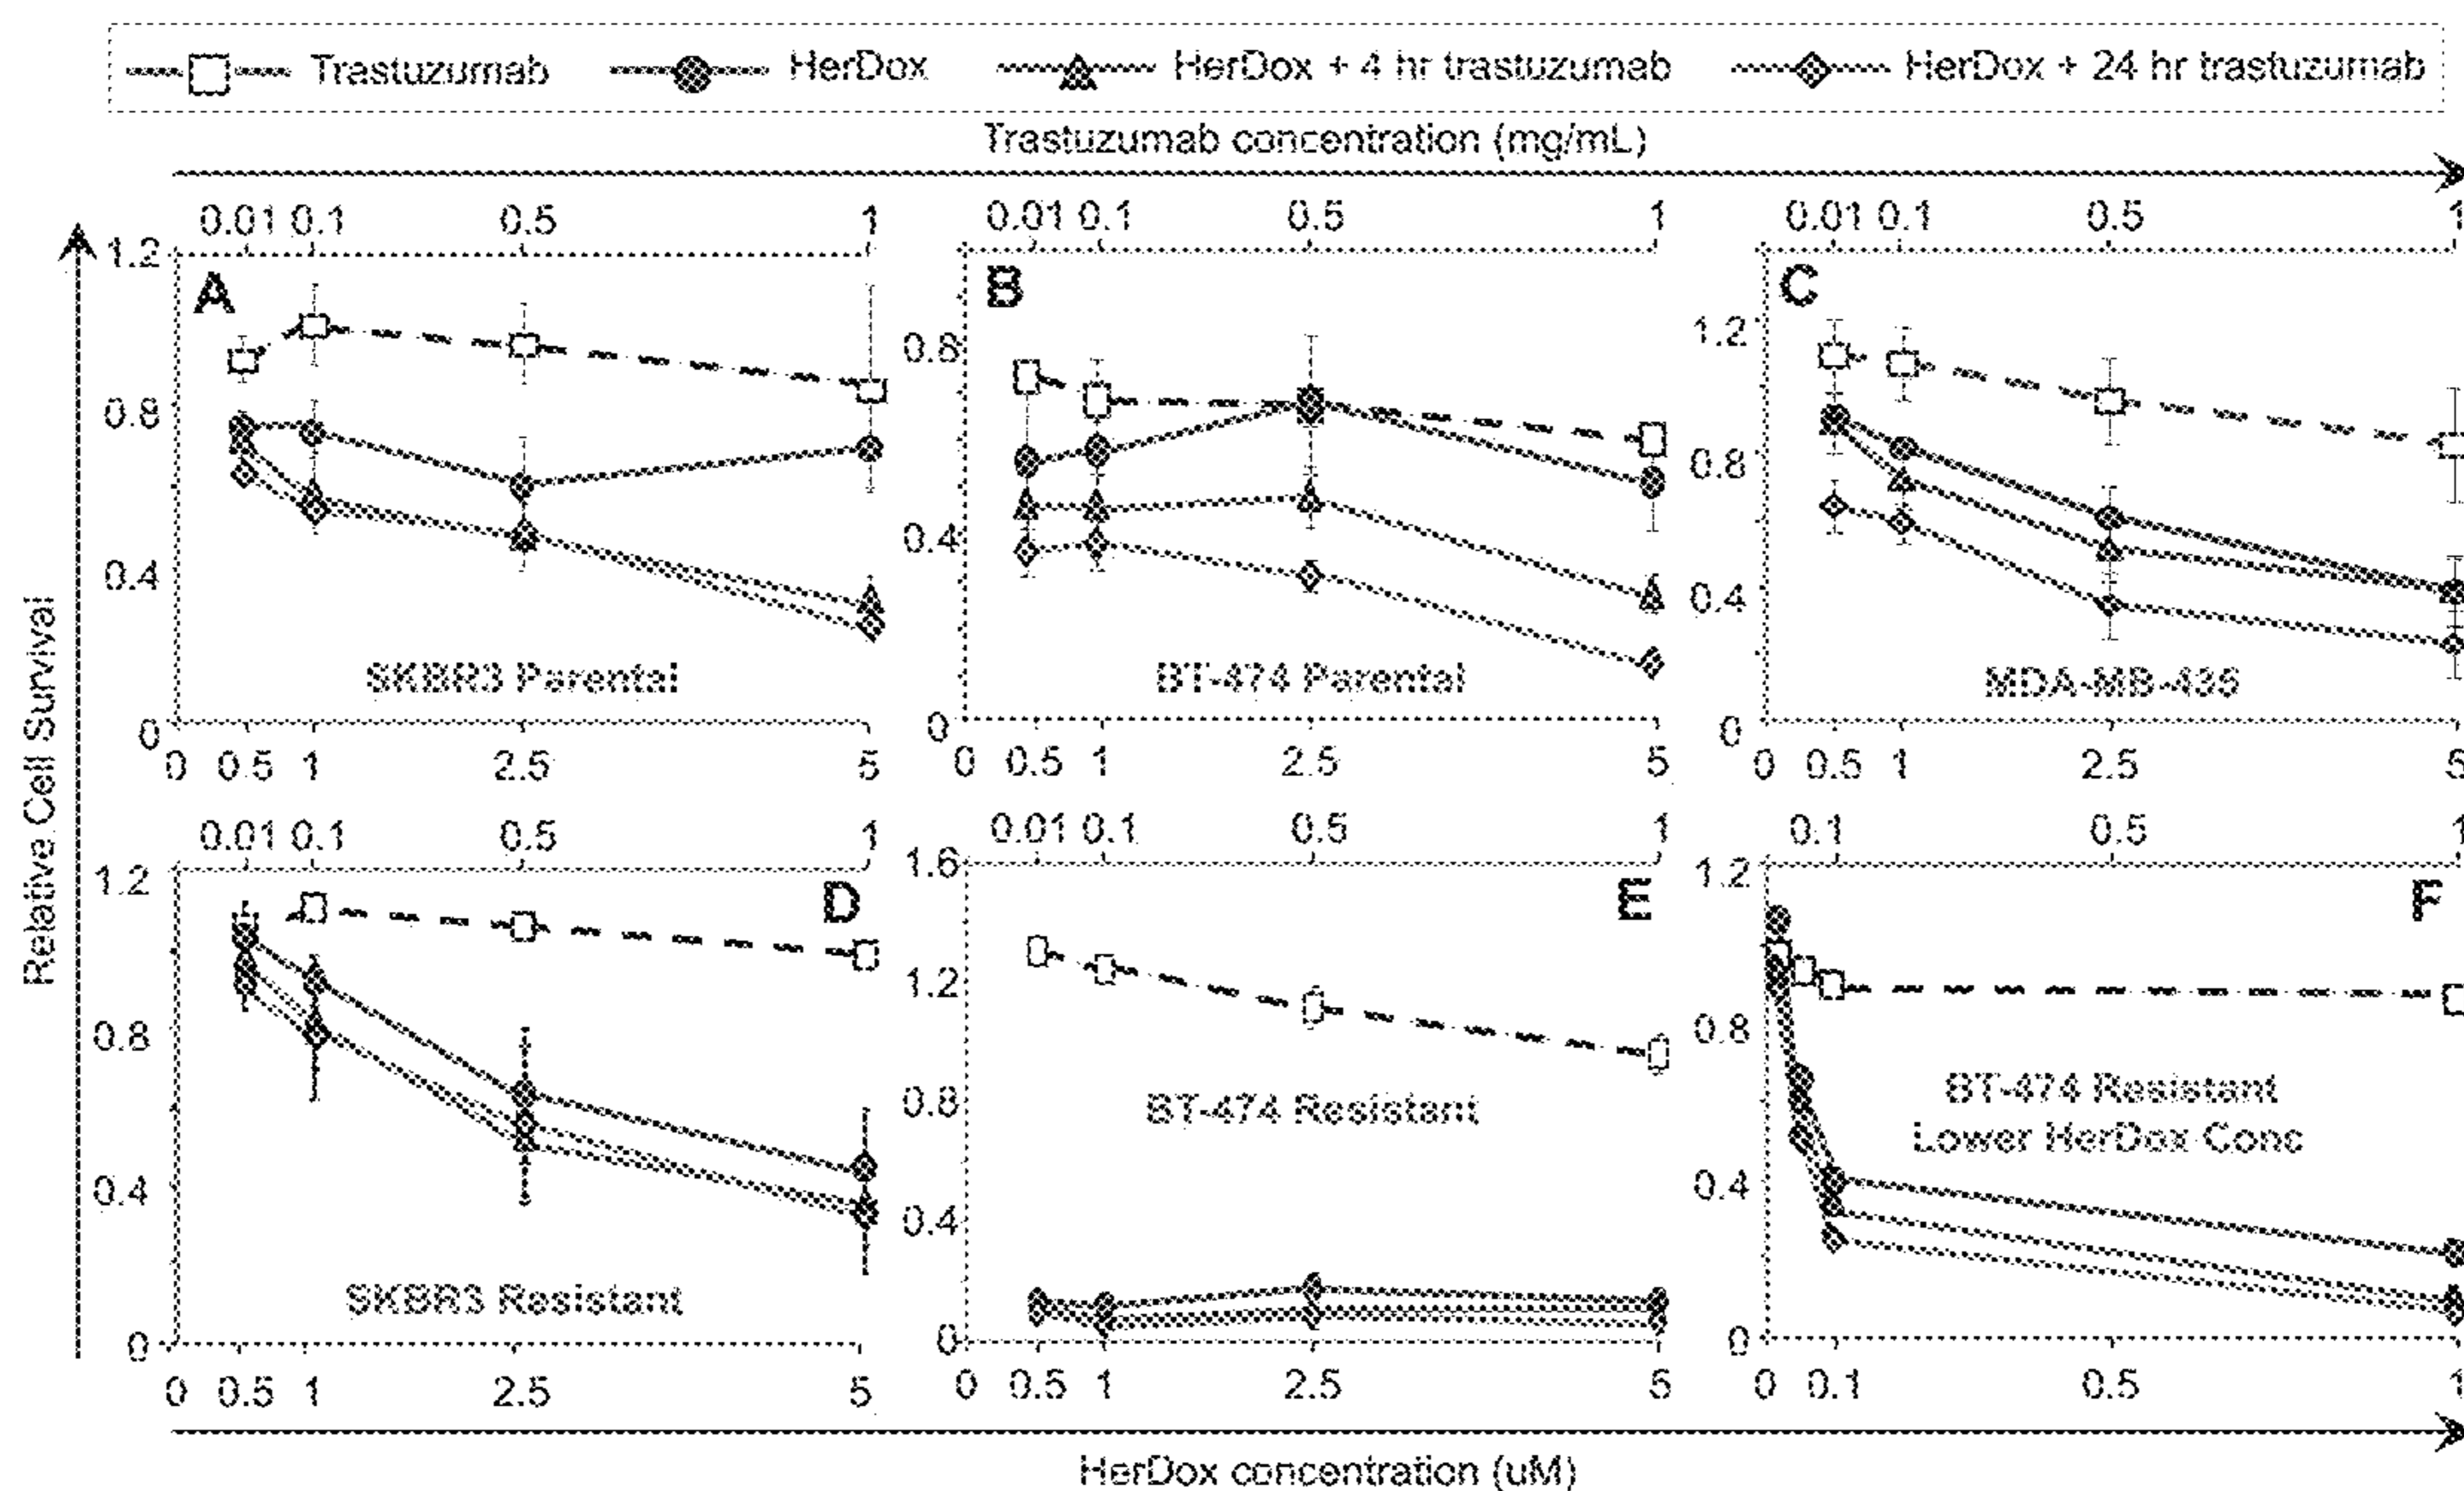 Trastuzumab HerDox HerDox + 4 hr trastuzumab HerDox + 24 hr trastuzumab
Trastuzumab concentration (mg/mL)
0.01 0.1 0.5 1 0.01 0.1 0.5 1 0.01 0.1 0.5 1
1.2 A B C
0.8 1.2
0.8 0.8
0.4 0.4 0.4
SKBR3 Parental BT-474 Parental MDA-MB-435
0 0 0
0 0.5 1 2.5 5 0 0.5 1 2.5 5 0 0.5 1 2.5 5
Relative Cell Survival
0.01 0.1 0.5 1 0.01 0.1 0.5 1 0.1 0.5 1
1.2 D 1.6 E 1.2 F
1.2
0.8 0.8 0.8
BT-474 Resistant BT-474 Resistant
Lower HerDox Conc
0.4 0.4 0.4
SKBR3 Resistant
0 0 0
0 0.5 1 2.5 5 0 0.5 1 2.5 5 0 0.1 0.5 1
HerDox concentration (uM)